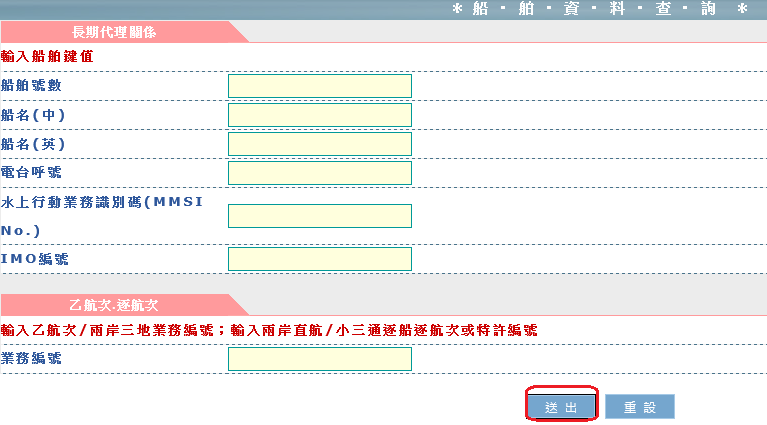 * 船 · 舶 · 資 · 料 · 查 · 詢 *
長期代理關係
輸入船舶鍵值
船舶號數
船名(中)
船名(英)
電台呼號
水上行動業務識別碼(MMSI
No.)
IMO編號
乙航次.逐航次
輸入乙航次/兩岸三地業務編號；輸入兩岸直航/小三通逐船逐航次或特許編號
業務編號
送 出 重 設